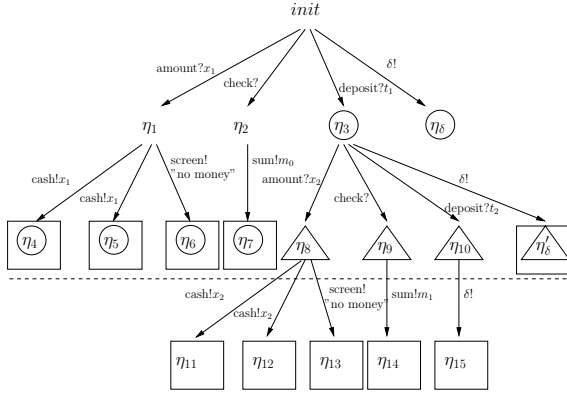 init
amount?x₁
check?
deposit?t₁
δ!
η₁
η₂
η₃
η_δ
cash!x₁
cash!x₁
screen!
"no money"
sum!m₀
amount?x₂
check?
deposit?t₂
δ!
η₄
η₅
η₆
η₇
η₈
η₉
η₁₀
η′_δ
cash!x₂
cash!x₂
screen!
"no money"
sum!m₁
δ!
η₁₁
η₁₂
η₁₃
η₁₄
η₁₅